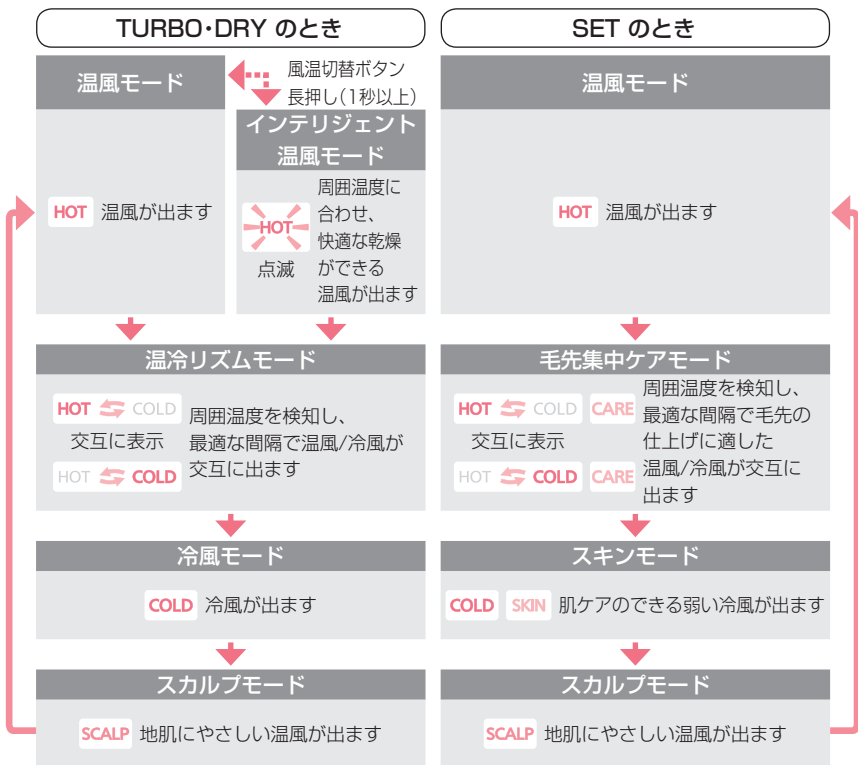 TURBO･DRY のとき
温風モード
風温切替ボタン
長押し(1秒以上)
インテリジェント
温風モード
HOT 温風が出ます
HOT
点滅
周囲温度に
合わせ、
快適な乾燥
ができる
温風が出ます
温冷リズムモード
HOT COLD
交互に表示
HOT COLD
周囲温度を検知し、
最適な間隔で温風/冷風が
交互に出ます
冷風モード
COLD 冷風が出ます
スカルプモード
SCALP 地肌にやさしい温風が出ます
SET のとき
温風モード
HOT 温風が出ます
毛先集中ケアモード
HOT COLD CARE
交互に表示
HOT COLD CARE
周囲温度を検知し、
最適な間隔で毛先の
仕上げに適した
温風/冷風が交互に
出ます
スキンモード
COLD SKIN 肌ケアのできる弱い冷風が出ます
スカルプモード
SCALP 地肌にやさしい温風が出ます